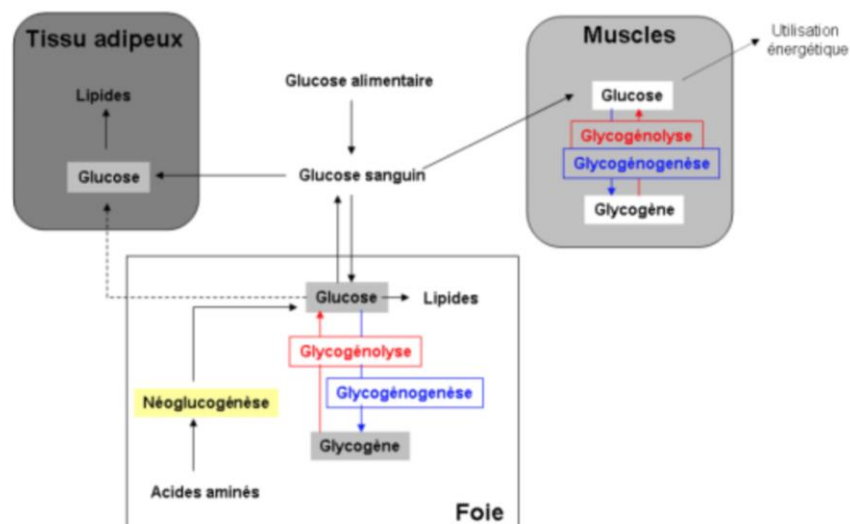 Tissu adipeux
Lipides
Glucose
Glucose alimentaire
Glucose sanguin
Muscles
Utilisation
énergétique
Glucose
Glycogénolyse
Glycogénogenèse
Glycogène
Glucose
Lipides
Glycogénolyse
Glycogénogenèse
Néoglucogénèse
Glycogène
Acides aminés
Foie